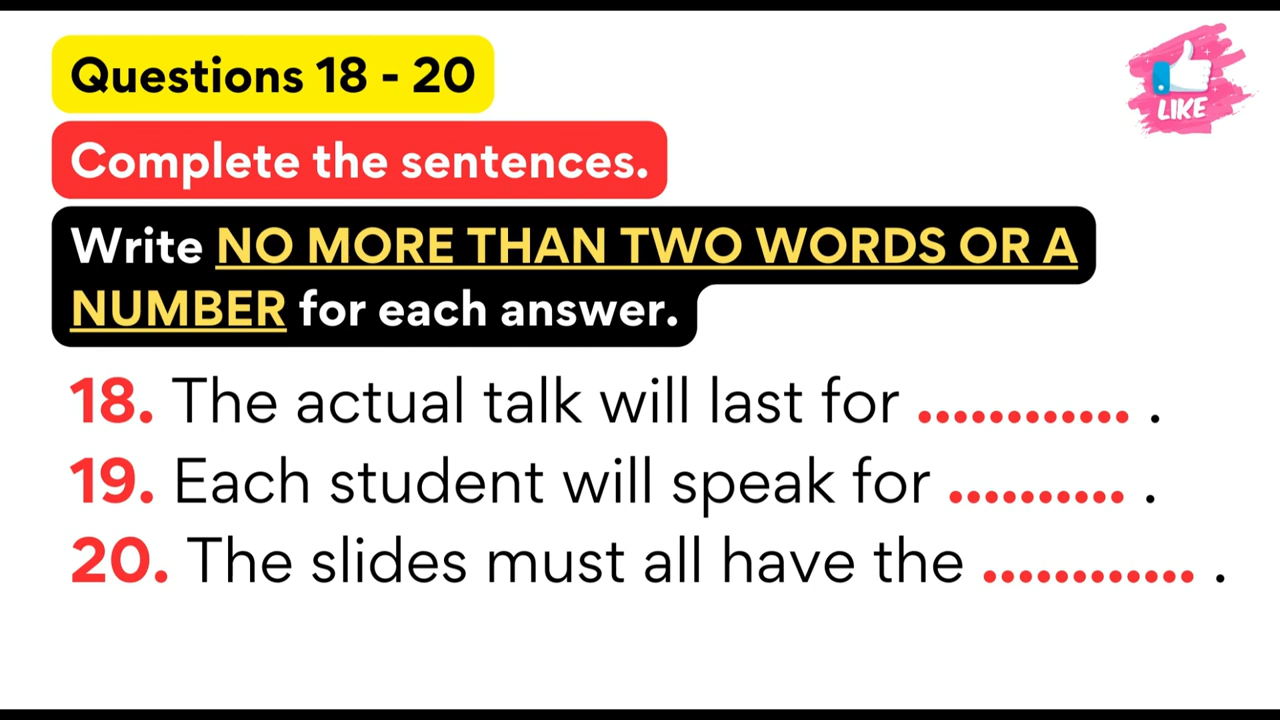 Questions 18 - 20
LIKE
Complete the sentences.
Write NO MORE THAN TWO WORDS OR A
NUMBER for each answer.
18. The actual talk will last for ............ .
19. Each student will speak for .......... .
20. The slides must all have the ............ .